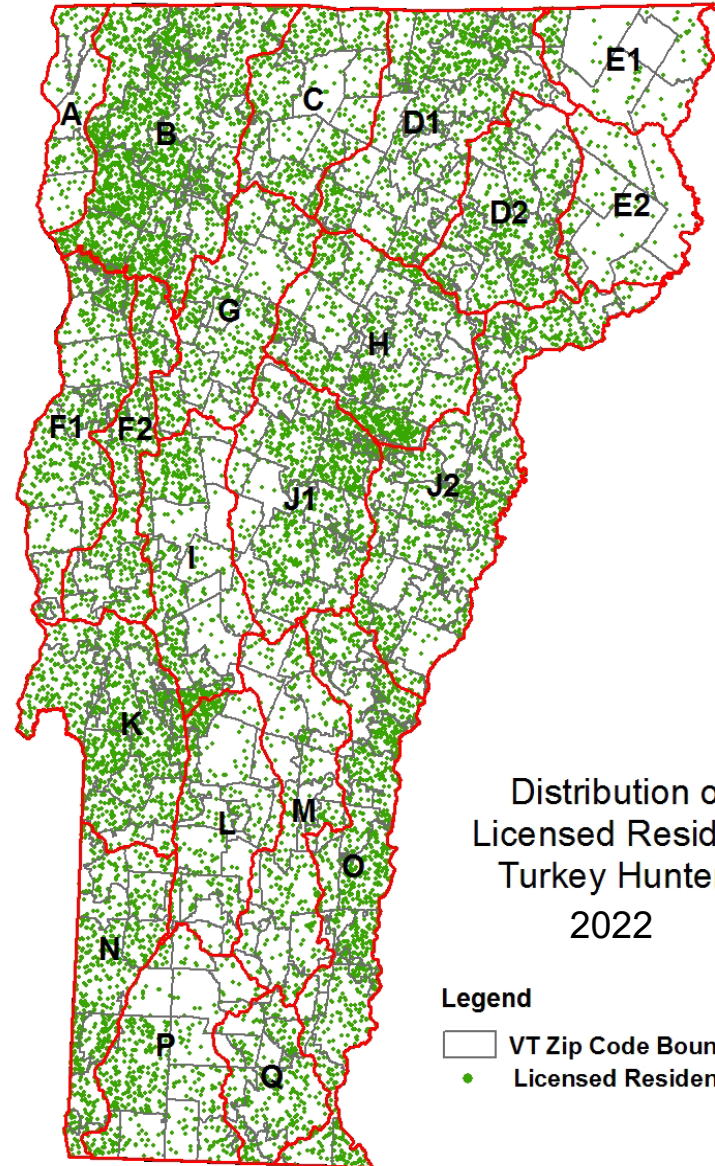 E1
C
A
D1
B
E2
D2
G
H
F1
F2
J2
J1
I
K
M
L
O
N
P
Q
Distribution o
Licensed Resid
Turkey Hunte
2022
Legend
VT Zip Code Boun
Licensed Residen